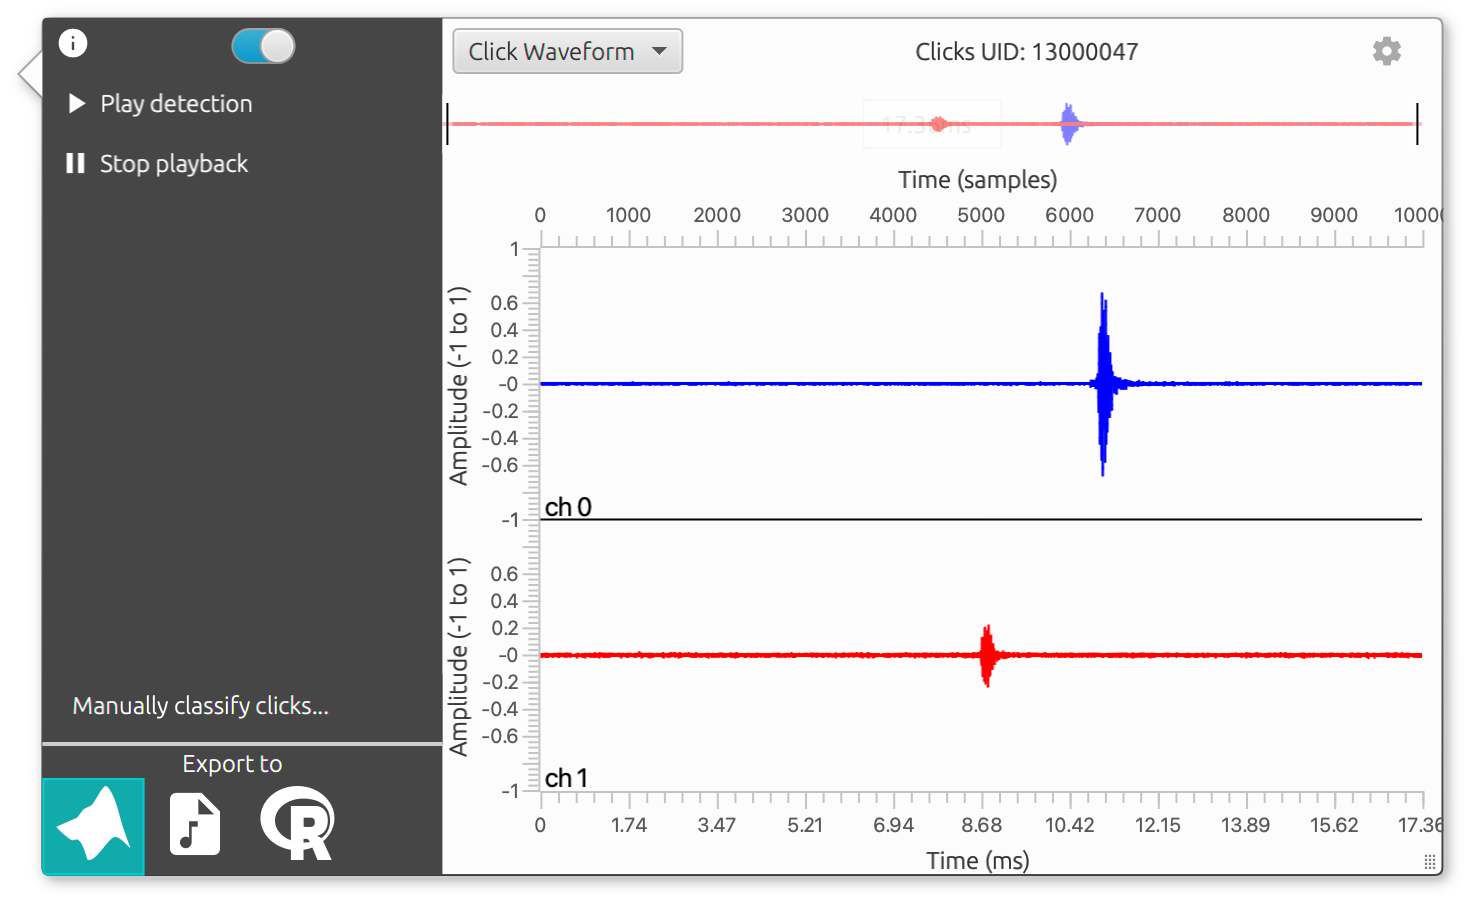 Play detection
Stop playback
Manually classify clicks...
Export to
R
Click Waveform
Clicks UID: 13000047
Time (samples)
0 1000 2000 3000 4000 5000 6000 7000 8000 9000 10000
Amplitude (-1 to 1)
1
0.6
0.4
0.2
-0
-0.2
-0.4
-0.6
-1
ch 0
Amplitude (-1 to 1)
0.6
0.4
0.2
-0
-0.2
-0.4
-0.6
-1
ch 1
0 1.74 3.47 5.21 6.94 8.68 10.42 12.15 13.89 15.62 17.36
Time (ms)